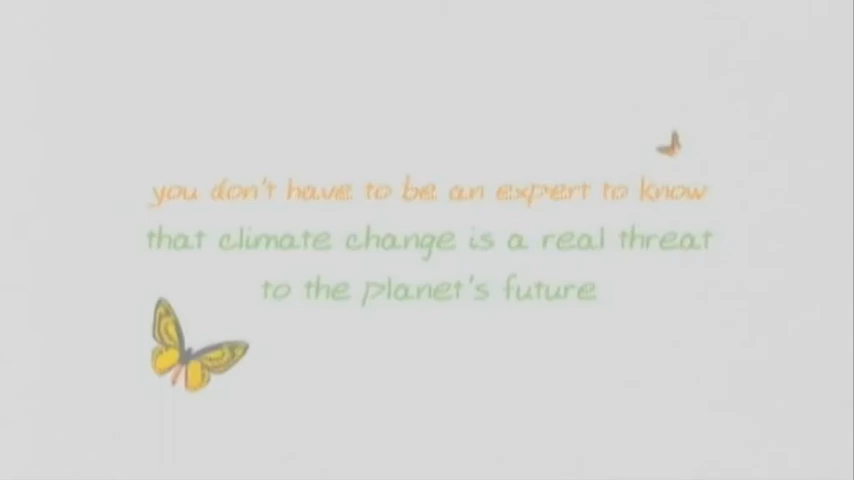 you don't have to be an expert to know
that climate change is a real threat
to the planet's future